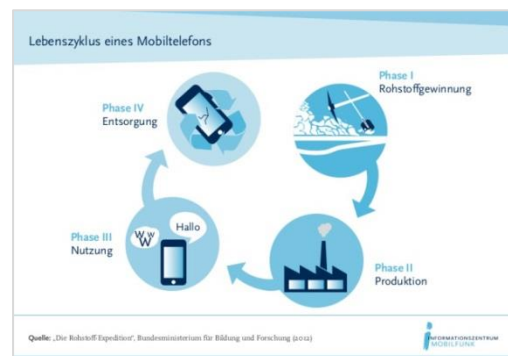 Lebenszyklus eines Mobiltelefons
Phase I
Rohstoffgewinnung
Phase II
Produktion
Phase III
Nutzung
WWW
Hallo
Phase IV
Entsorgung
Quelle: „Die Rohstoff-Expedition“, Bundesministerium für Bildung und Forschung (2012)
INFORMATIONSZENTRUM
MOBILFUNK